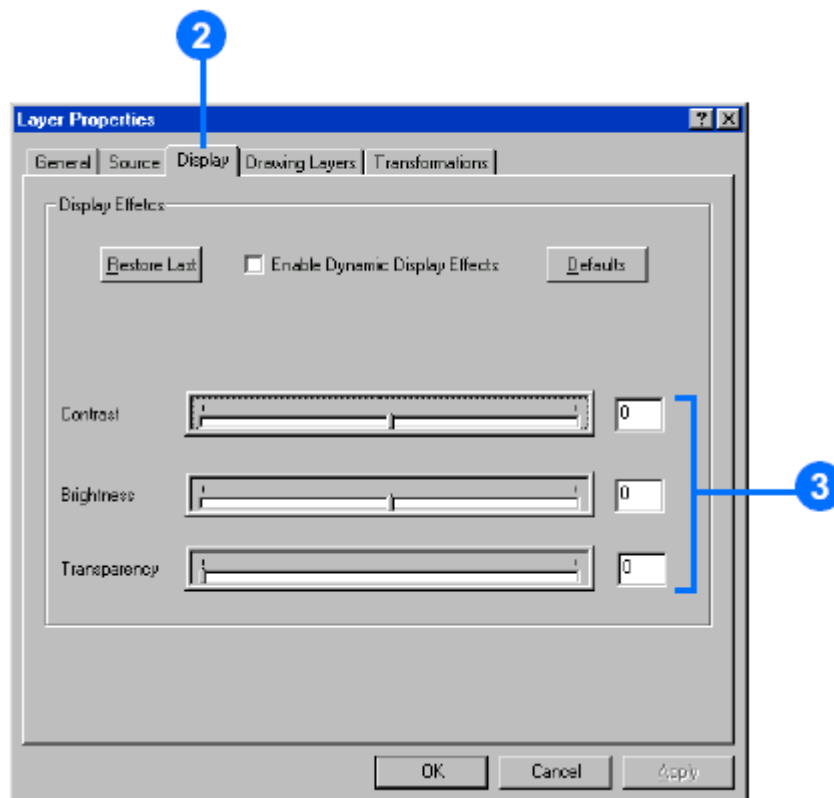 2
Layer Properties
General Source Display Drawing Layers Transformations
Display Effetcs
Restore Last Enable Dynamic Display Effects Defaults
Contrast 0
3
Brightness 0
Transparency 0
OK Cancel Apply